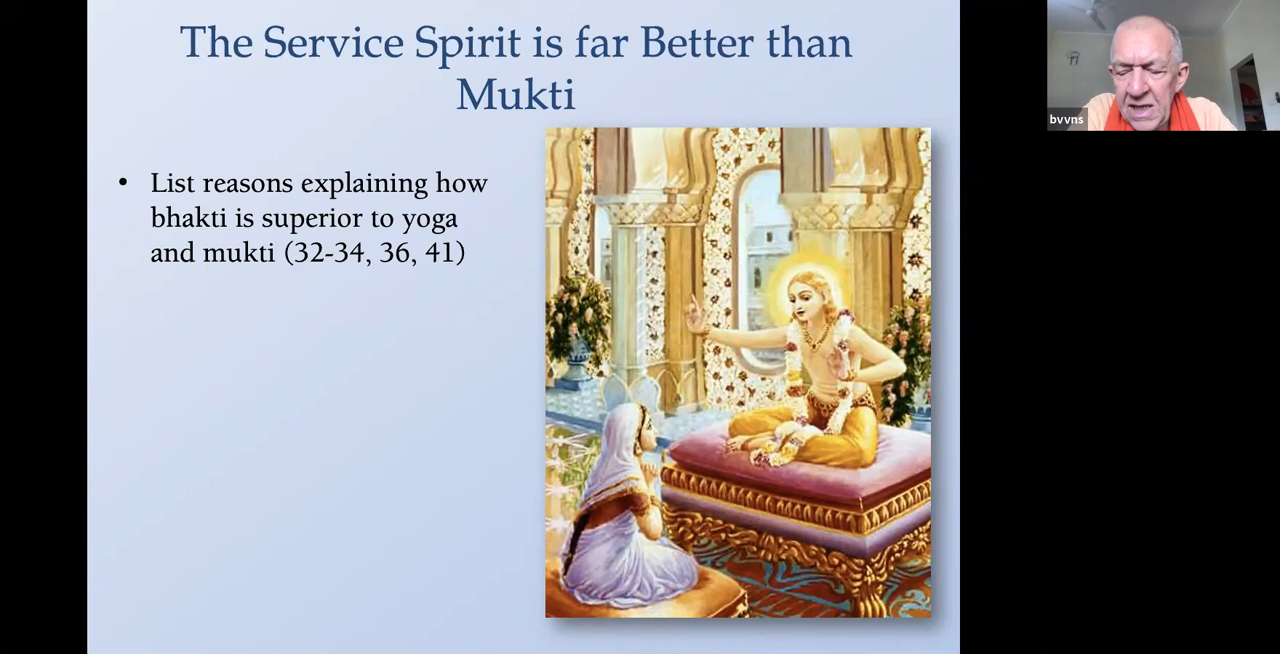 The Service Spirit is far Better than
Mukti
• List reasons explaining how
bhakti is superior to yoga
and mukti (32-34, 36, 41)
bvvns